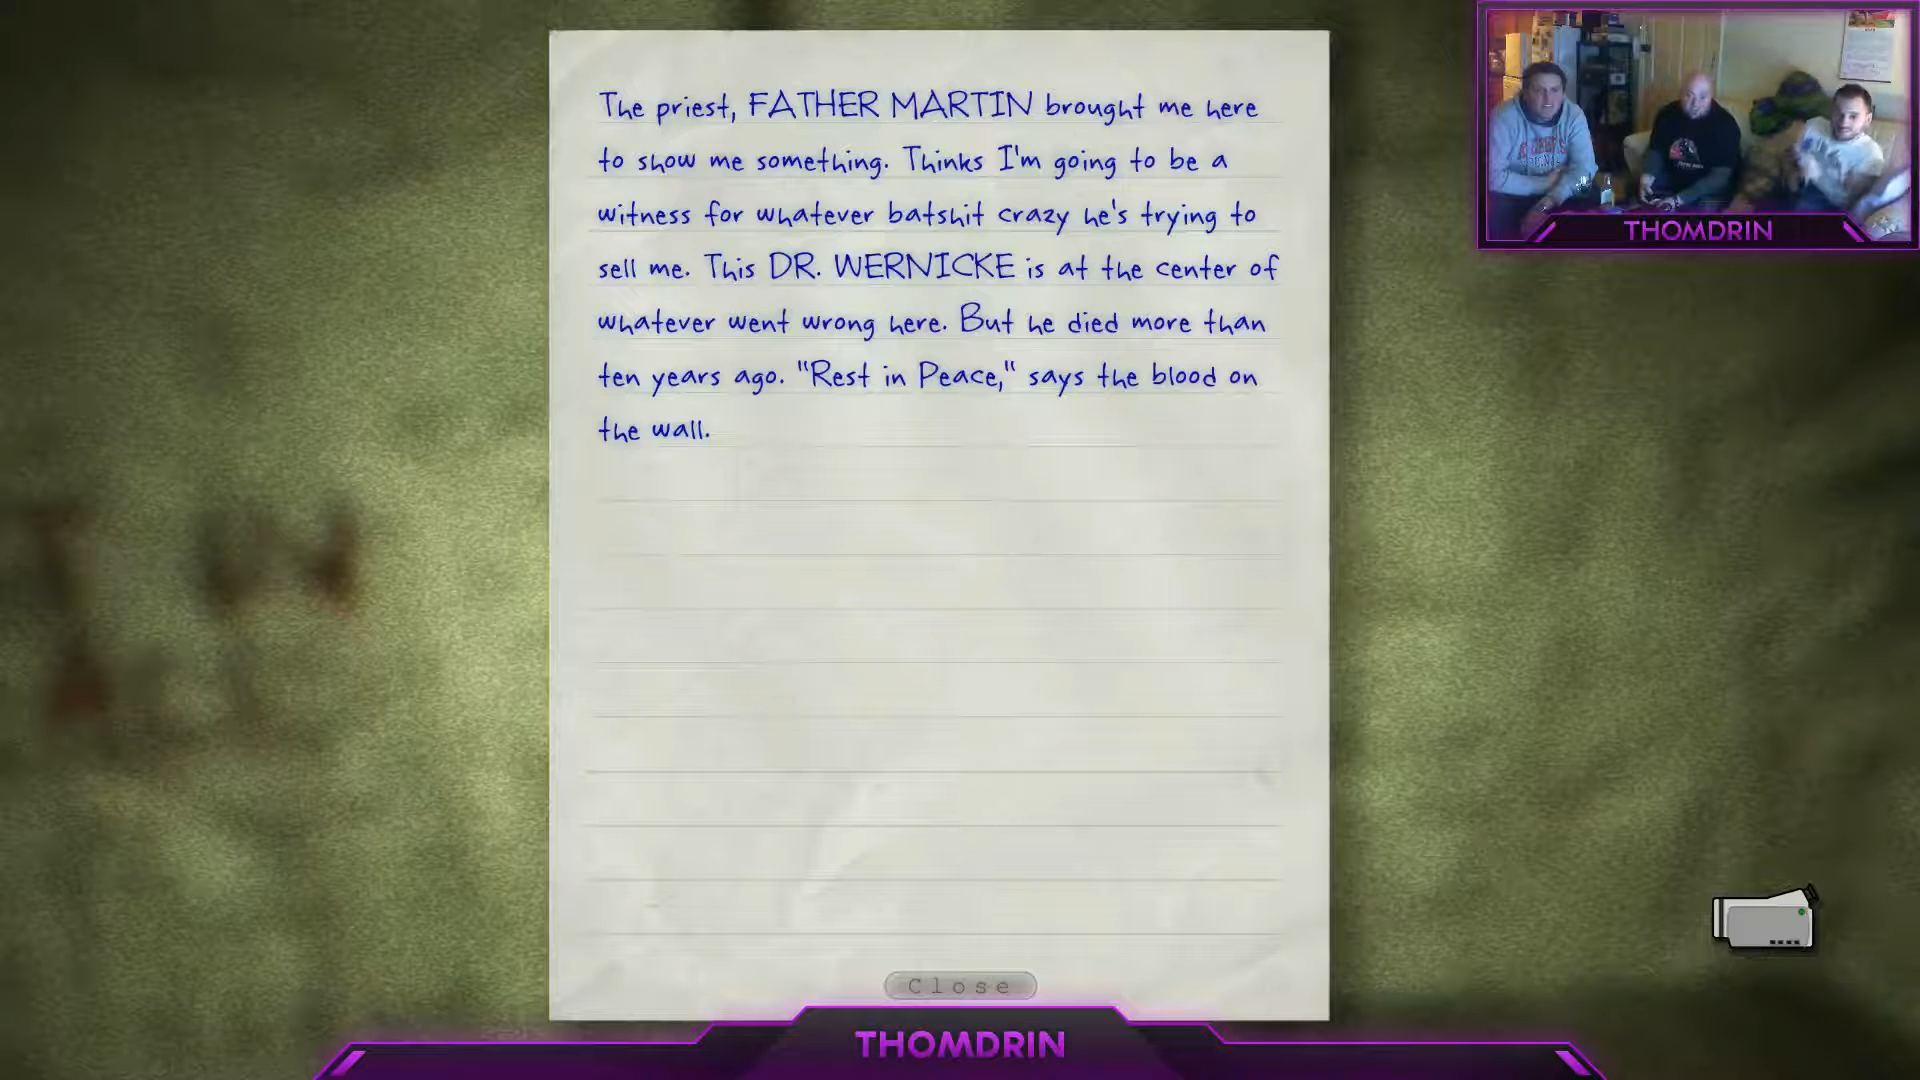 The priest, FATHER MARTIN brought me here
to show me something. Thinks I'm going to be a
witness for whatever batshit crazy he's trying to
sell me. This DR. WERNICKE is at the center of
whatever went wrong here. But he died more than
ten years ago. "Rest in Peace," says the blood on
the wall.
Close
THOMDRIN
THOMDRIN